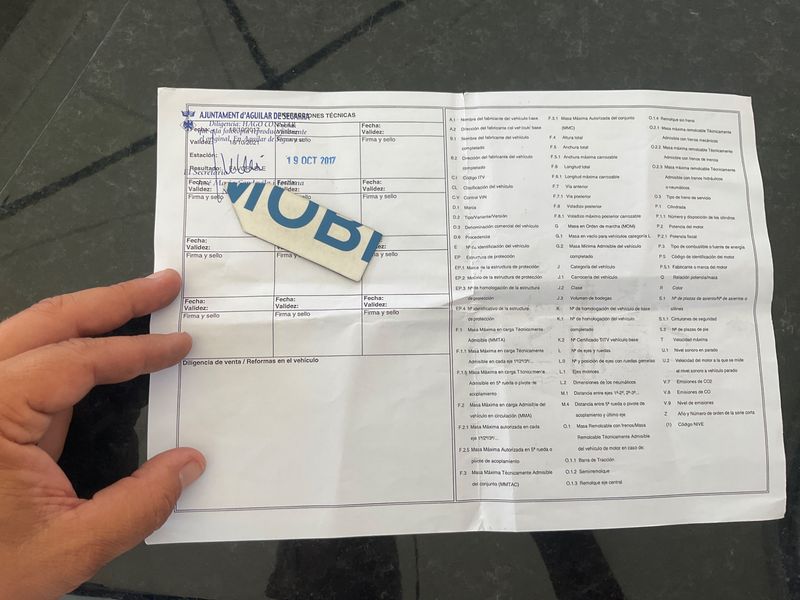 AJUNTAMENT D'AGUILAR DE SEGARRA
INSPECCIONES TÉCNICAS
Diligència: HAGO CONSTAR
que esta fotocopia reproduce
el original. En Aguilar de Segarra
Fecha:
Validez:
Estación:
Resultado:
El Secretario
19 OCT 2017
Fecha:
Validez:
Fecha:
Validez:
Firma y sello
Firma y sello
MOBI
Fecha:
Validez:
Firma y sello
Firma y sello
Fecha:
Validez:
Fecha:
Validez:
Fecha:
Validez:
Firma y sello
Firma y sello
Firma y sello
Diligencia de venta / Reformas en el vehículo
A.1 Nombre del fabricante del vehículo base
A.2 Dirección del fabricante del vehículo base
B.1 Nombre del fabricante del vehículo
completado
B.2 Dirección del fabricante del vehículo
completado
C.I Código ITV
CL Clasificación del vehículo
C.V Control VIN
D.1 Marca
D.2 Tipo/Variante/Versión
D.3 Denominación comercial del vehículo
D.6 Procedencia
E Nº de identificación del vehículo
EP Estructura de protección
EP.1 Marca de la estructura de protección
EP.2 Modelo de la estructura de protección
EP.3 Nº de homologación de la estructura
de protección
EP.4 Nº identificativo de la estructura
de protección
F.1 Masa Máxima en carga Técnicamente
Admisible (MMTA)
F.1.1 Masa Máxima en carga Técnicamente
Admisible en cada eje 1º/2º/3º/...
F.1.5 Masa Máxima en carga Técnicamente
Admisible en 5ª rueda o pivote de
acoplamiento
F.2 Masa Máxima en carga Admisible del
vehículo en circulación (MMA)
F.2.1 Masa Máxima autorizada en cada
eje 1º/2º/3º/...
F.2.5 Masa Máxima Autorizada en 5ª rueda o
pivote de acoplamiento
F.3 Masa Máxima Técnicamente Admisible
del conjunto (MMTAC)
F.3.1 Masa Máxima Autorizada del conjunto
(MMC)
F.4 Altura total
F.5 Anchura total
F.5.1 Anchura máxima carrozable
F.6 Longitud total
F.6.1 Longitud máxima carrozable
F.7 Vía anterior
F.7.1 Vía posterior
F.8 Voladizo posterior
F.8.1 Voladizo máximo posterior carrozable
G Masa en Orden de marcha (MOM)
G.1 Masa en vacío para vehículos categoría L
G.2 Masa Mínima Admisible del vehículo
completado
J Categoría del vehículo
J.1 Carrocería del vehículo
J.2 Clase
J.3 Volumen de bodegas
K Nº de homologación del vehículo de base
K.1 Nº de homologación del vehículo
completado
K.2 Nº Certificado TITV vehículo base
L Nº de ejes y ruedas
L.0 Nº y posición de ejes con ruedas gemelas
L.1 Ejes motrices
L.2 Dimensiones de los neumáticos
M.1 Distancia entre ejes 1º-2º, 2º-3º...
M.4 Distancia entre 5ª rueda o pivote de
acoplamiento y último eje
O.1 Masa Remolcable con frenos/Masa
Remolcable Técnicamente Admisible
del vehículo de motor en caso de:
O.1.1 Barra de Tracción
O.1.2 Semirremolque
O.1.3 Remolque eje central
O.1.4 Remolque sin freno
O.2.1 Masa máxima remolcable Técnicamente
Admisible con frenos mecánicos
O.2.2 Masa máxima remolcable Técnicamente
Admisible con frenos de inercia
O.2.3 Masa máxima remolcable Técnicamente
Admisible con frenos hidráulicos
o neumáticos
O.3 Tipo de freno de servicio
P.1 Cilindrada
P.1.1 Número y disposición de los cilindros
P.2 Potencia del motor
P.2.1 Potencia fiscal
P.3 Tipo de combustible o fuente de energía
P.5 Código de identificación del motor
P.5.1 Fabricante o marca del motor
Q Relación potencia/masa
R Color
S.1 Nº de plazas de asiento/Nº de asientos o
sillines
S.1.1 Cinturones de seguridad
S.2 Nº de plazas de pie
T Velocidad máxima
U.1 Nivel sonoro en parado
U.2 Velocidad del motor a la que se mide
el nivel sonoro a vehículo parado
V.7 Emisiones de CO2
V.8 Emisiones de CO
V.9 Nivel de emisiones
Z Año y Número de orden de la serie corta
(1) Código NIVE